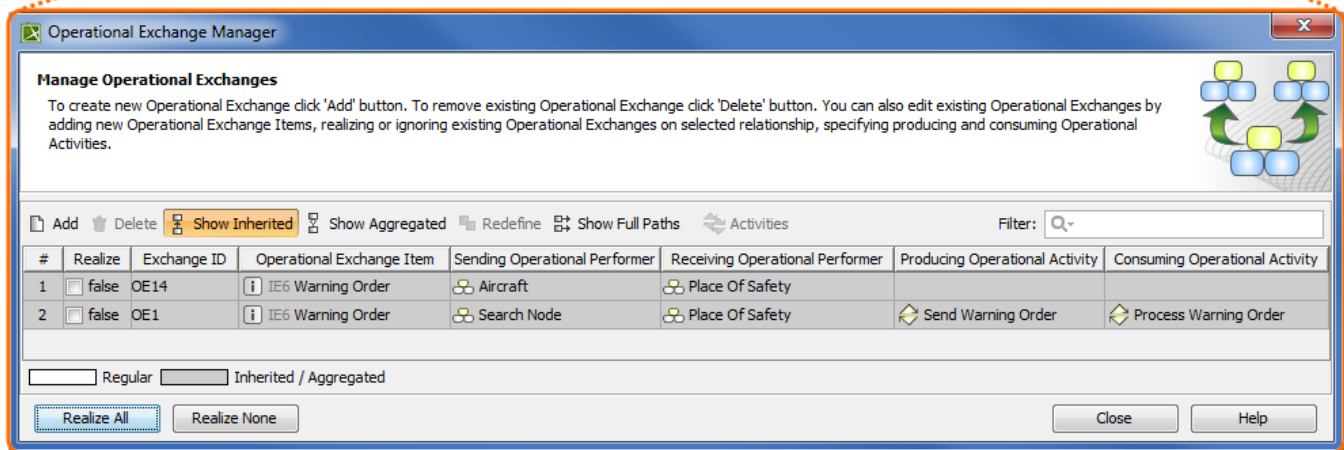 Operational Exchange Manager
Manage Operational Exchanges
To create new Operational Exchange click 'Add' button. To remove existing Operational Exchange click 'Delete' button. You can also edit existing Operational Exchanges by
adding new Operational Exchange Items, realizing or ignoring existing Operational Exchanges on selected relationship, specifying producing and consuming Operational
Activities.
Add Delete Show Inherited Show Aggregated Redefine Show Full Paths Activities Filter:
# Realize Exchange ID Operational Exchange Item Sending Operational Performer Receiving Operational Performer Producing Operational Activity Consuming Operational Activity
1 false OE14 IE6 Warning Order Aircraft Place Of Safety
2 false OE1 IE6 Warning Order Search Node Place Of Safety Send Warning Order Process Warning Order
Regular Inherited / Aggregated
Realize All Realize None Close Help